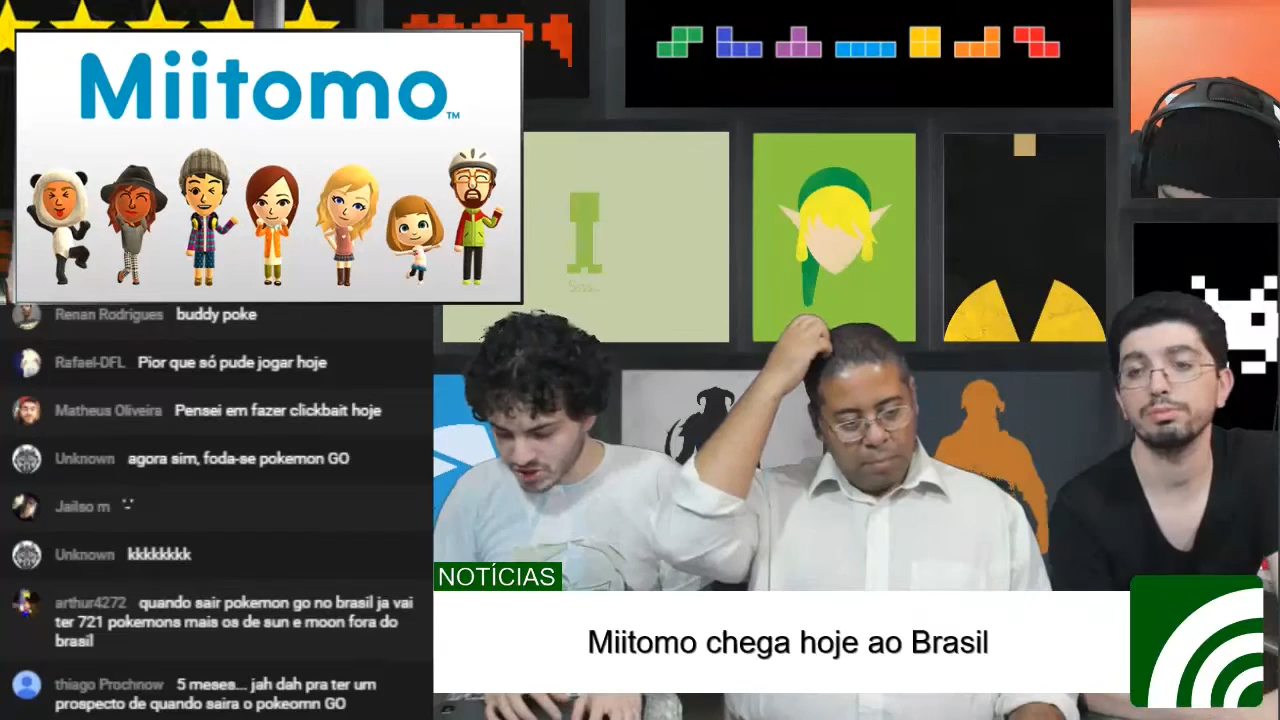 Miitomo™
Renan Rodrigues buddy poke
Rafael-DFL Pior que só pude jogar hoje
Matheus Oliveira Pensei em fazer clickbait hoje
Unknown agora sim, foda-se pokemon GO
Jailso m
Unknown kkkkkkkk
arthur4272 quando sair pokemon go no brasil ja vai
ter 721 pokemons mais os de sun e moon fora do
brasil
thiago Prochnow 5 meses... jah dah pra ter um
prospecto de quando saira o pokeomn GO
NOTÍCIAS
Miitomo chega hoje ao Brasil